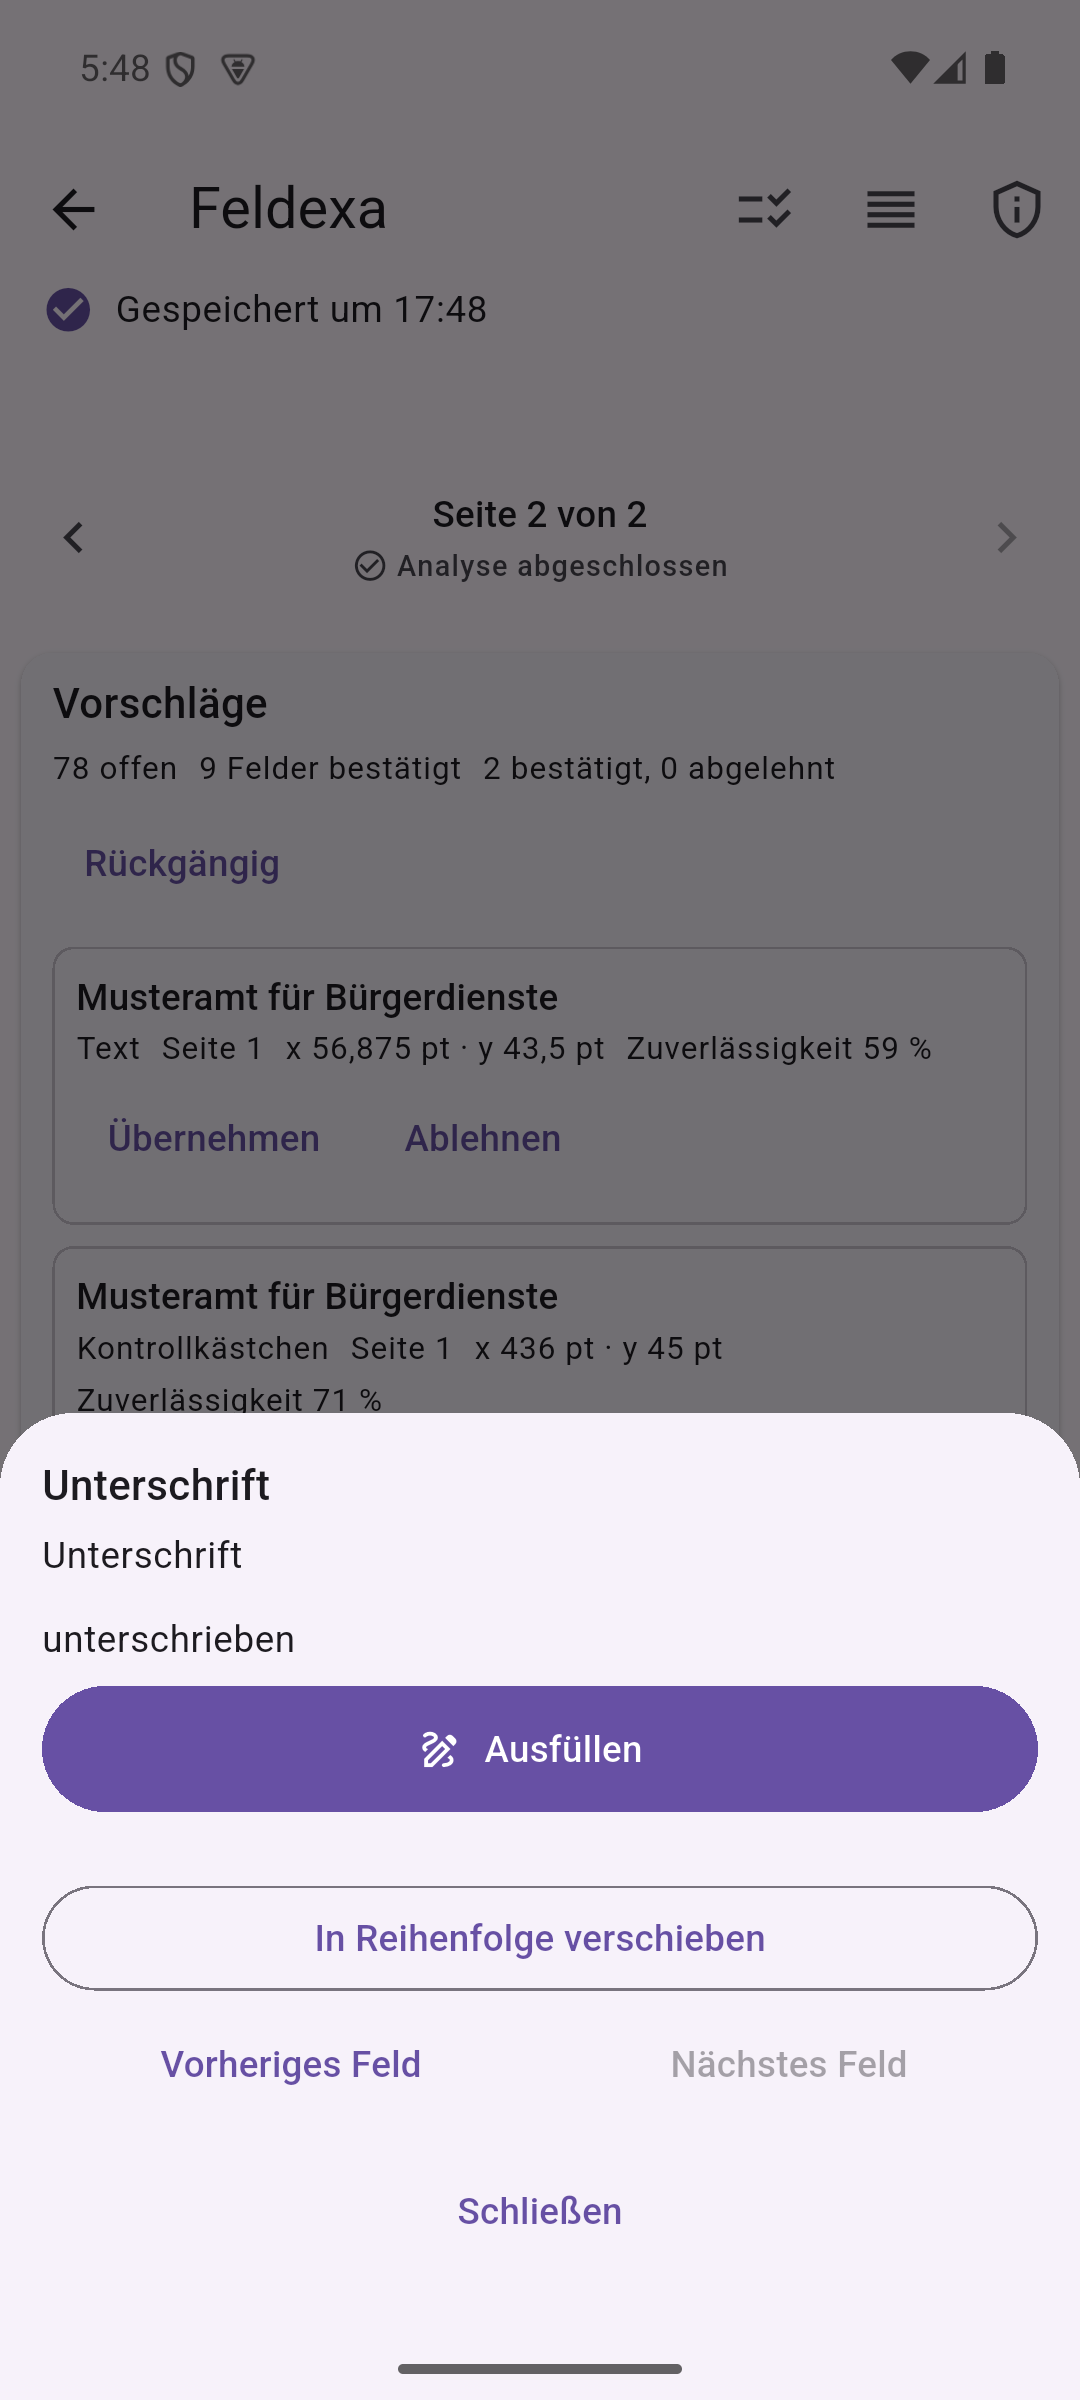 5:48
Feldexa
Gespeichert um 17:48
Seite 2 von 2
Analyse abgeschlossen
Vorschläge
78 offen 9 Felder bestätigt 2 bestätigt, 0 abgelehnt
Rückgängig
Musteramt für Bürgerdienste
Text Seite 1 x 56,875 pt · y 43,5 pt Zuverlässigkeit 59 %
Übernehmen Ablehnen
Musteramt für Bürgerdienste
Kontrollkästchen Seite 1 x 436 pt · y 45 pt
Zuverlässigkeit 71 %
Unterschrift
Unterschrift
unterschrieben
Ausfüllen
In Reihenfolge verschieben
Vorheriges Feld Nächstes Feld
Schließen